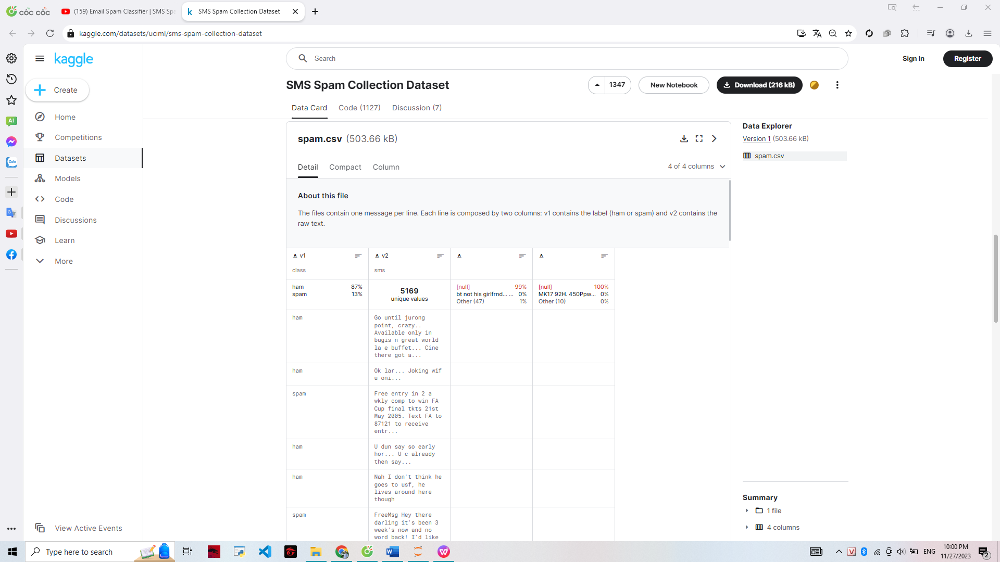 cốc cốc
(159) Email Spam Classifier | SMS Spa
SMS Spam Collection Dataset
kaggle.com/datasets/uciml/sms-spam-collection-dataset
kaggle
Search
Sign In
Register
Create
Home
Competitions
Datasets
Models
Code
Discussions
Learn
More
View Active Events
SMS Spam Collection Dataset
1347
New Notebook
Download (216 kB)
Data Card
Code (1127)
Discussion (7)
spam.csv (503.66 kB)
Detail
Compact
Column
4 of 4 columns
About this file
The files contain one message per line. Each line is composed by two columns: v1 contains the label (ham or spam) and v2 contains the
raw text.
A v1
A v2
A
A
class
sms
ham 87%
spam 13%
5169
unique values
[null] 99%
bt not his girlfrnd... ... 0%
Other (47) 1%
[null] 100%
MK17 92H. 450Ppw... 0%
Other (10) 0%
ham
Go until jurong
point, crazy..
Available only in
bugis n great world
la e buffet... Cine
there got a...
ham
Ok lar... Joking wif
u oni...
spam
Free entry in 2 a
wkly comp to win FA
Cup final tkts 21st
May 2005. Text FA to
87121 to receive
entr...
ham
U dun say so early
hor... U c already
then say...
ham
Nah I don't think he
goes to usf, he
lives around here
though
spam
FreeMsg Hey there
darling it's been 3
week's now and no
word back! I'd like
Data Explorer
Version 1 (503.66 kB)
spam.csv
Summary
1 file
4 columns
AI
Zalo
Type here to search
ENG
10:00 PM
11/27/2023
2